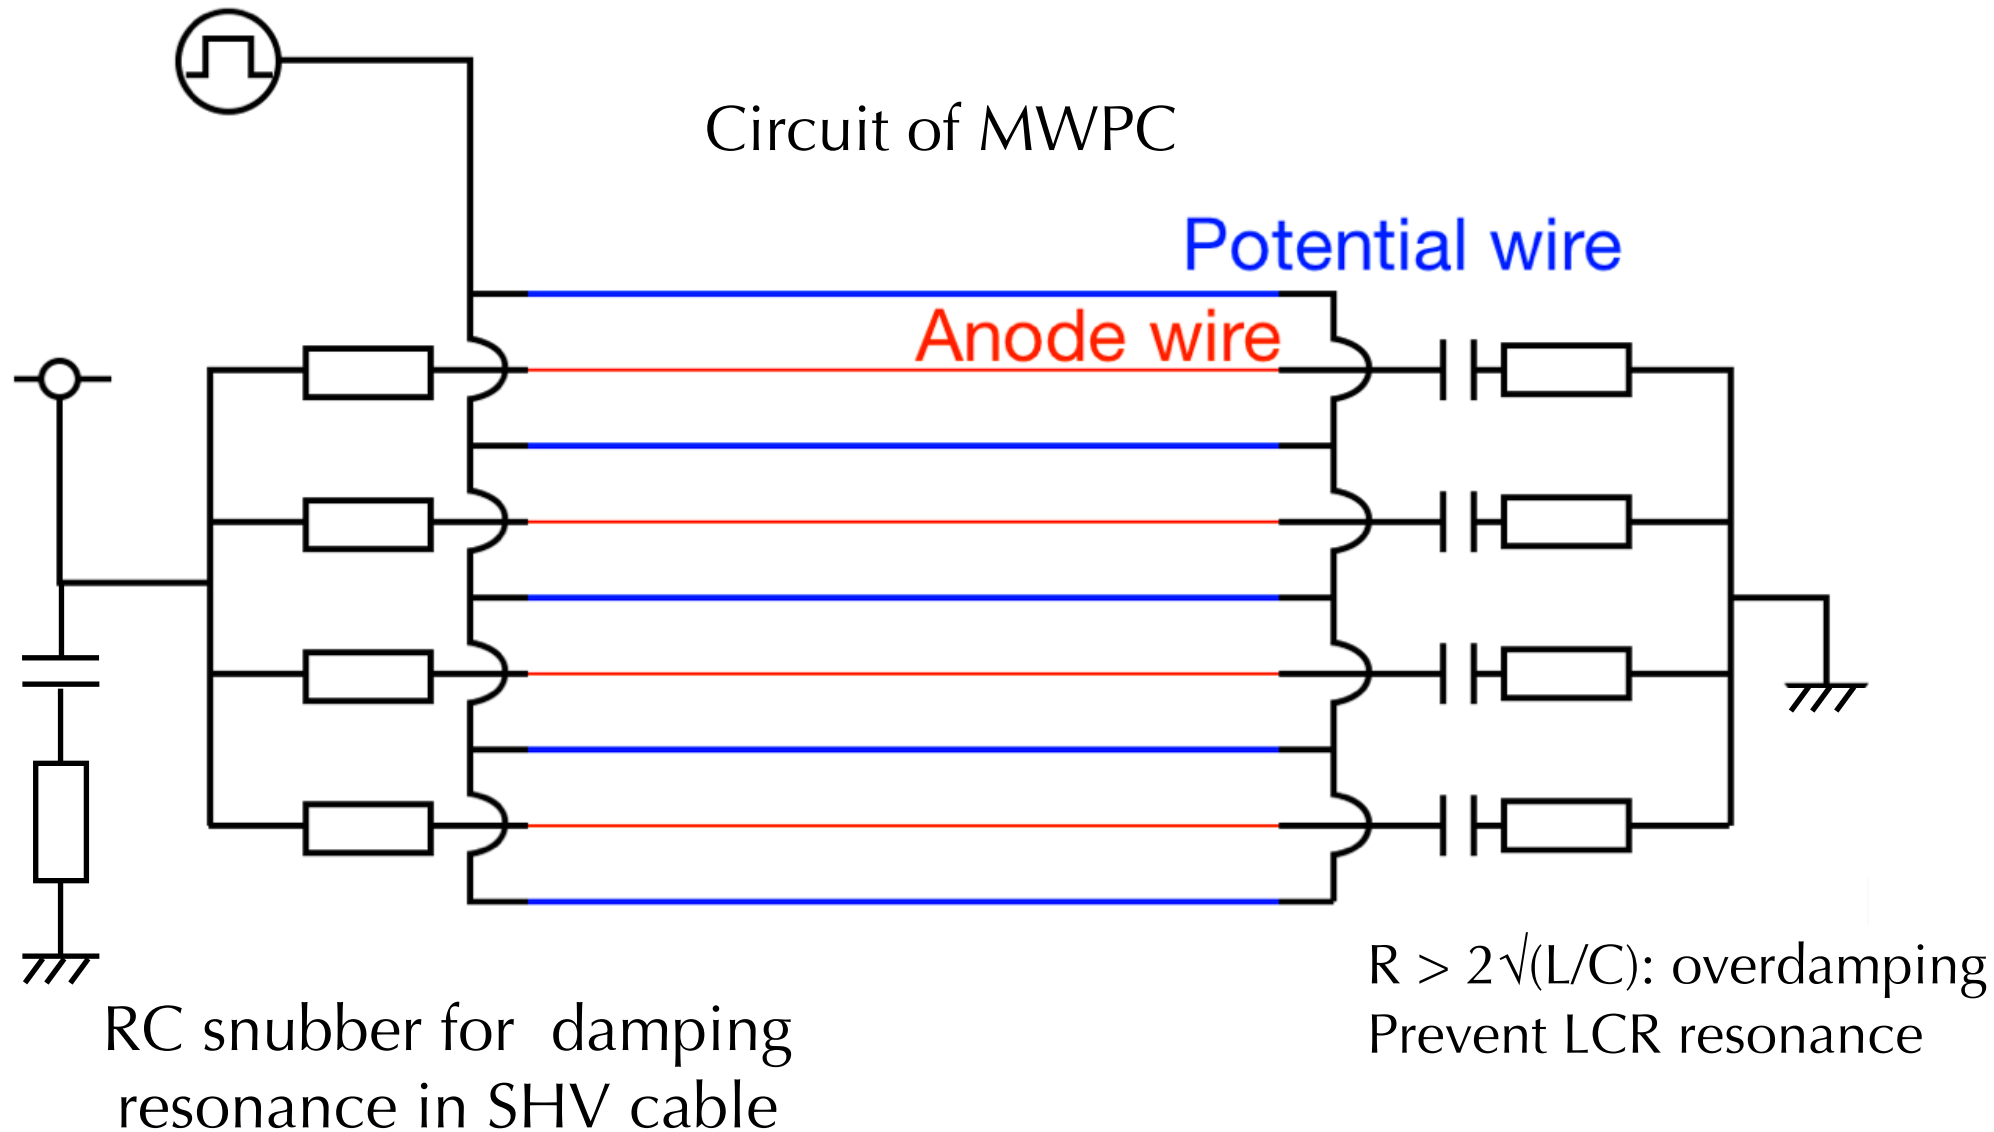 Circuit of MWPC
Potential wire
Anode wire
R > 2√(L/C): overdamping
Prevent LCR resonance
RC snubber for damping
resonance in SHV cable